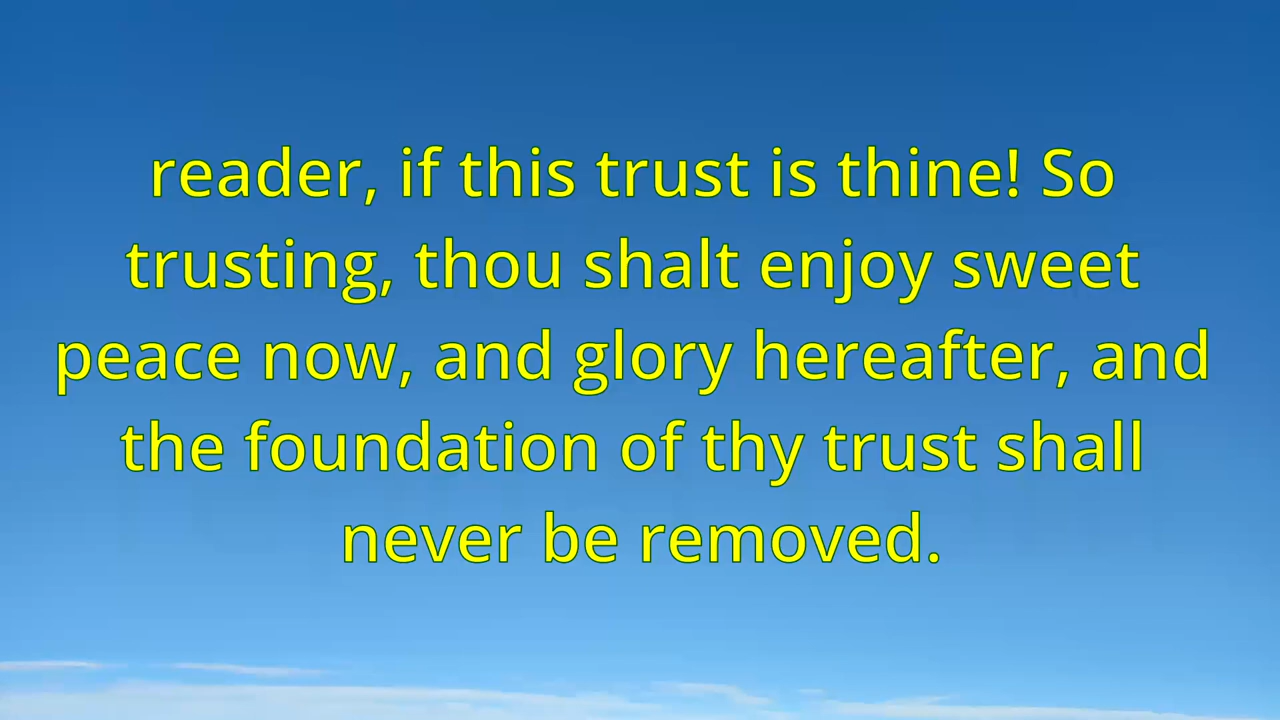 reader, if this trust is thine! So
trusting, thou shalt enjoy sweet
peace now, and glory hereafter, and
the foundation of thy trust shall
never be removed.